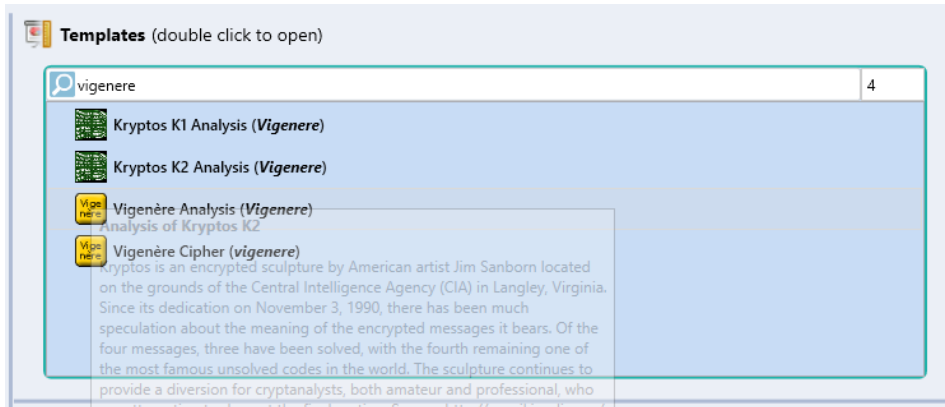 Templates (double click to open)
vigenere 4
Kryptos K1 Analysis (Vigenere)
Kryptos K2 Analysis (Vigenere)
Vige
nère
Vigenère Analysis (Vigenere)
Analysis of Kryptos K2
Vige
nère
Vigenère Cipher (vigenere)
Kryptos is an encrypted sculpture by American artist Jim Sanborn located
on the grounds of the Central Intelligence Agency (CIA) in Langley, Virginia.
Since its dedication on November 3, 1990, there has been much
speculation about the meaning of the encrypted messages it bears. Of the
four messages, three have been solved, with the fourth remaining one of
the most famous unsolved codes in the world. The sculpture continues to
provide a diversion for cryptanalysts, both amateur and professional, who